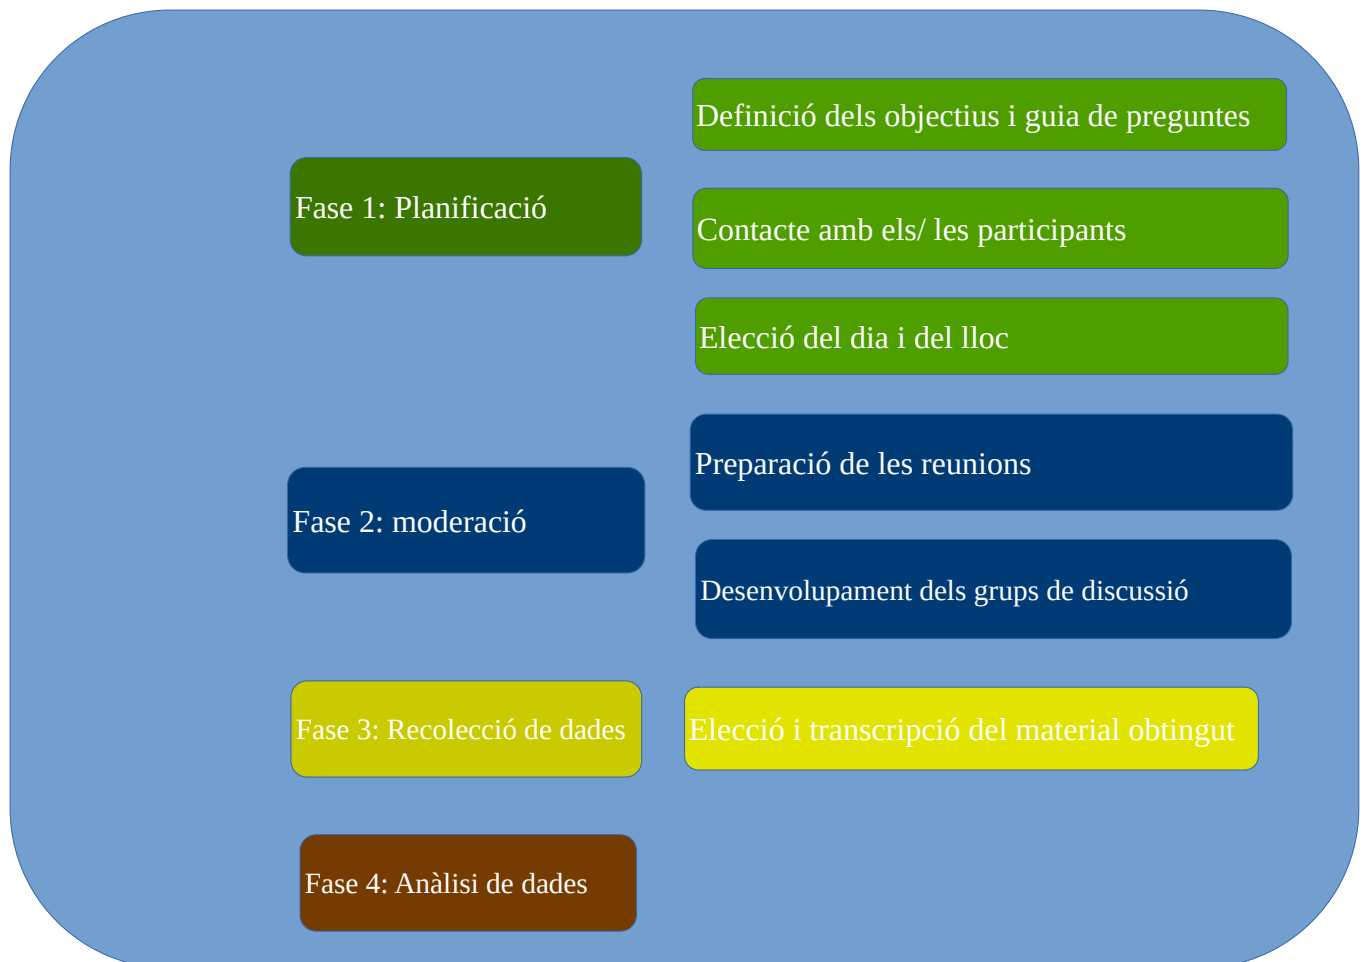 Fase 1: Planificació
Definició dels objectius i guia de preguntes
Contacte amb els/ les participants
Elecció del dia i del lloc
Fase 2: moderació
Preparació de les reunions
Desenvolupament dels grups de discussió
Fase 3: Recolecció de dades
Elecció i transcripció del material obtingut
Fase 4: Anàlisi de dades